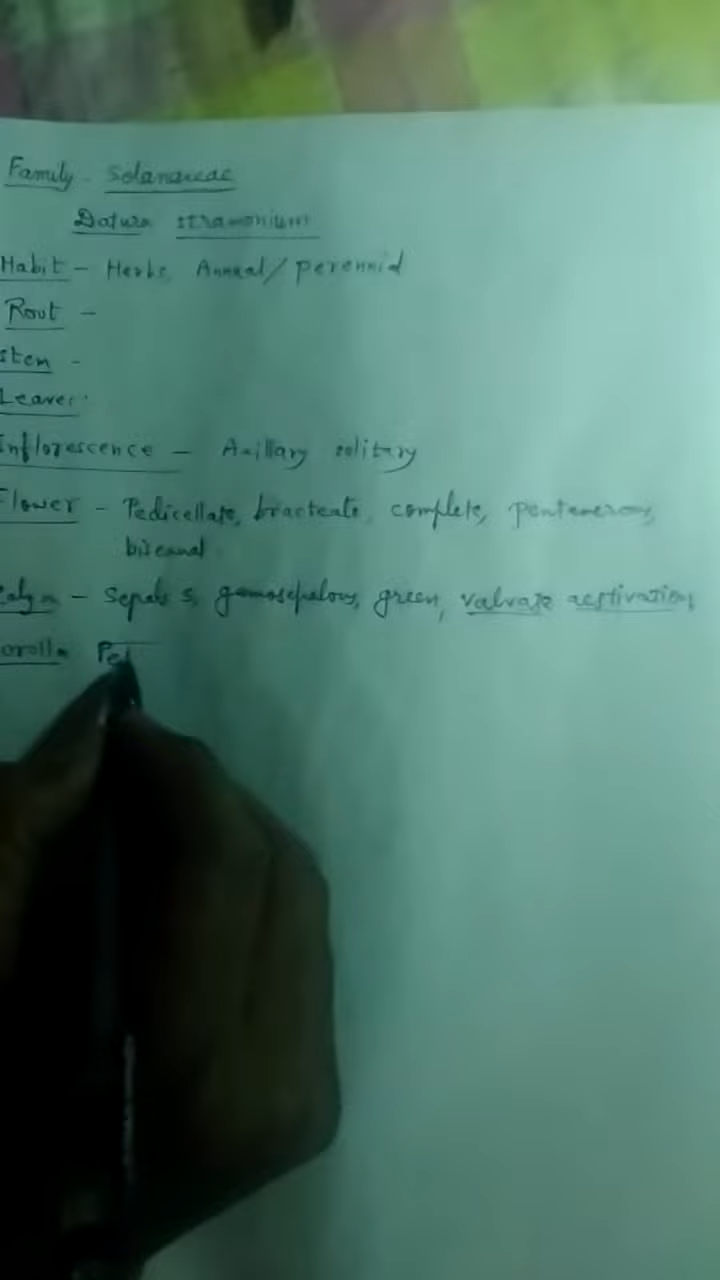 Family - Solanaceae
Datura stramonium
Habit - Herbs, Annual/perennial
Root -
stem -
Leaves:
Inflorescence - Axillary solitary
Flower - Pedicellate, bracteate, complete, pentamerous,
bisexual
Calyx - Sepals 5, gamosepalous, green, valvate aestivation,
orolla Pet